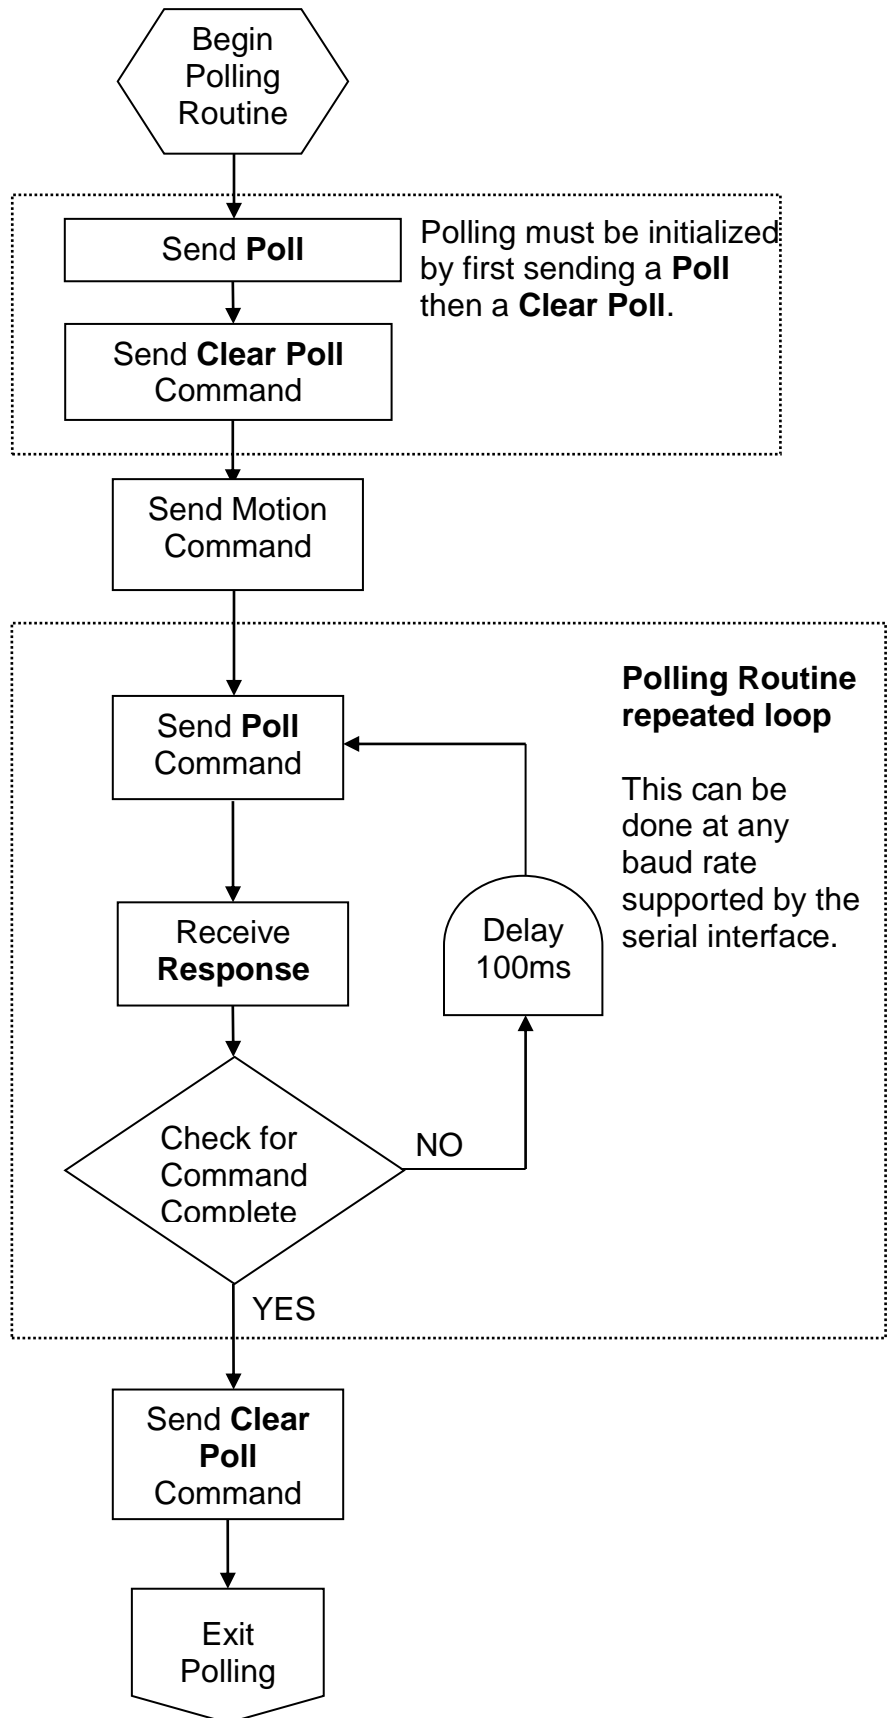 Begin
Polling
Routine
Send Poll
Polling must be initialized
by first sending a Poll
then a Clear Poll.
Send Clear Poll
Command
Send Motion
Command
Polling Routine
repeated loop
This can be
done at any
baud rate
supported by the
serial interface.
Send Poll
Command
Receive
Response
Delay
100ms
Check for
Command
Complete
NO
YES
Send Clear
Poll
Command
Exit
Polling